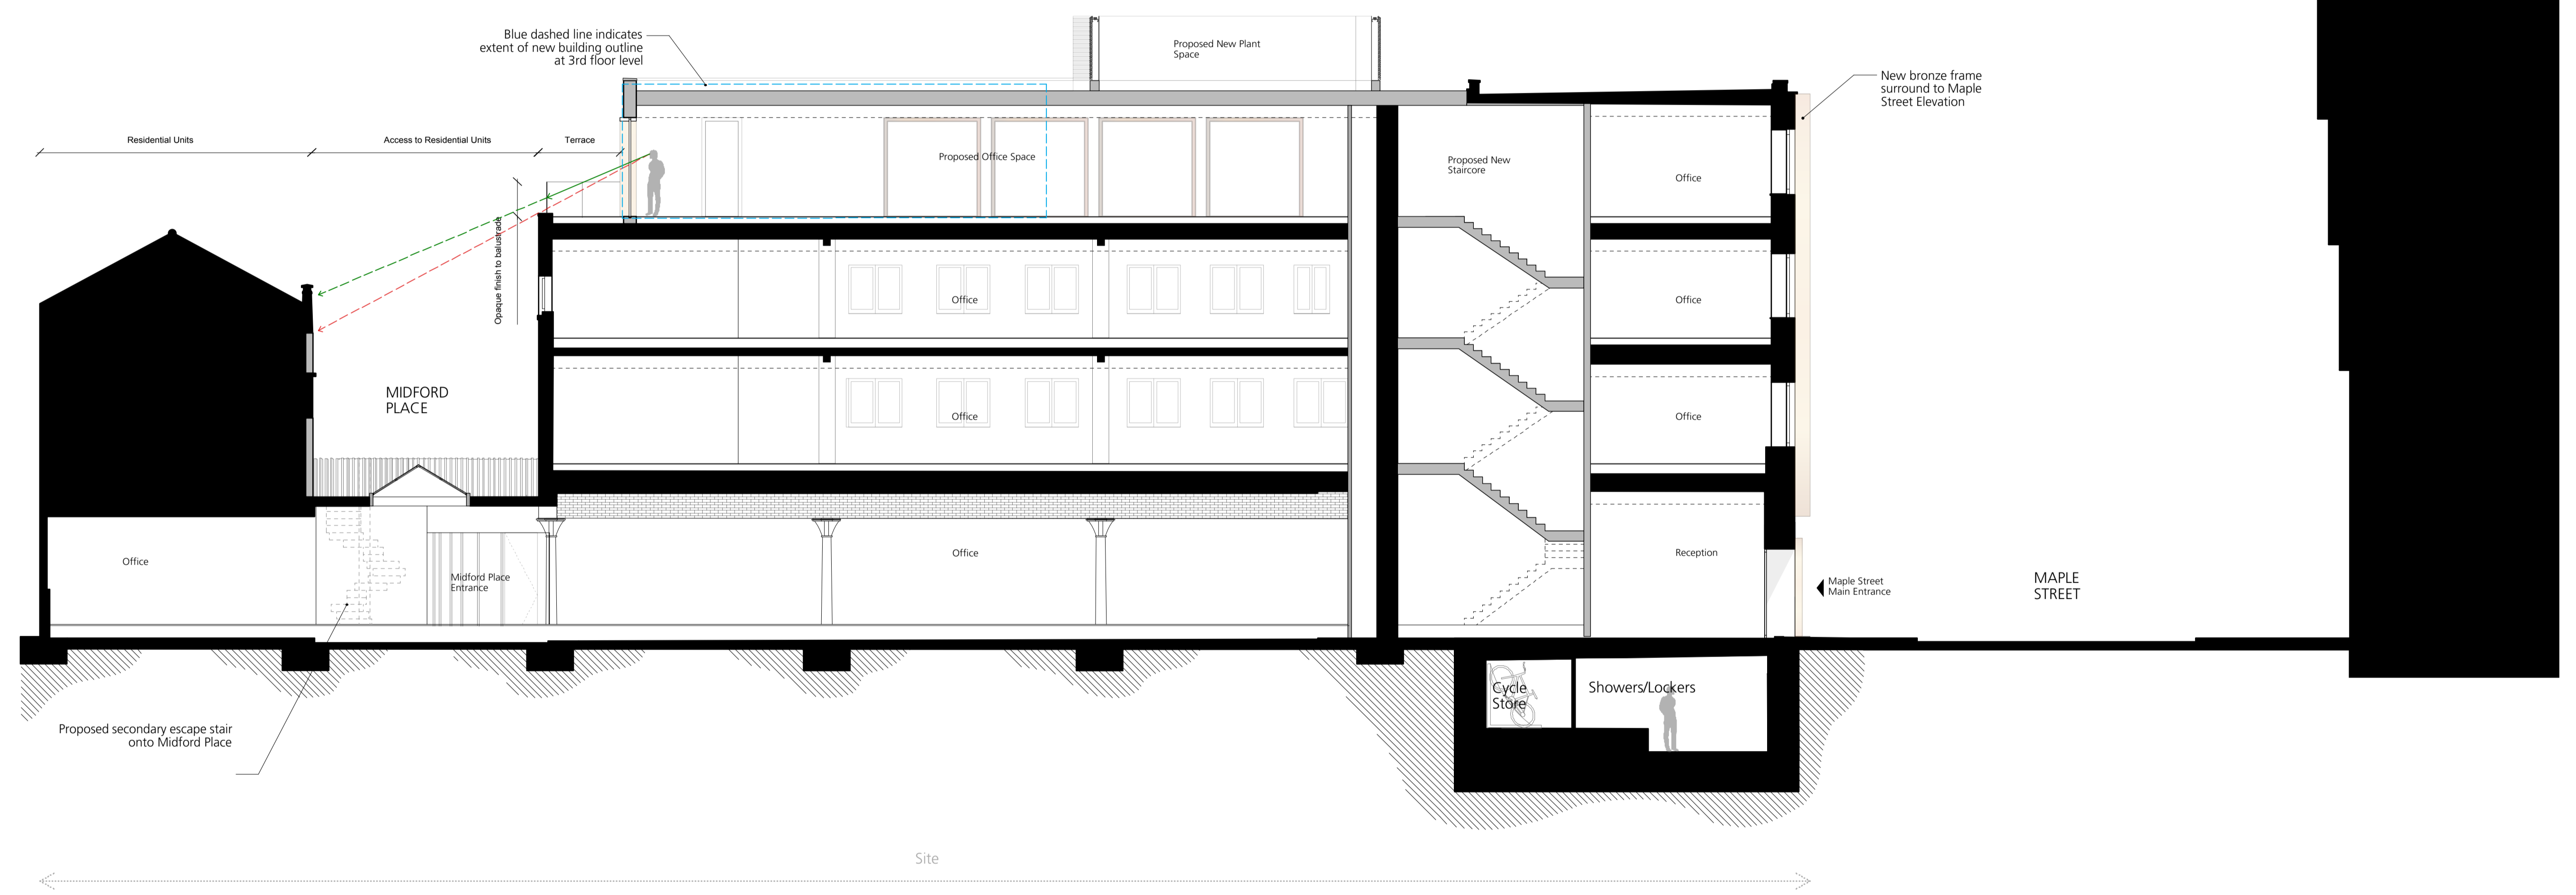 Blue dashed line indicates
extent of new building outline
at 3rd floor level
Proposed New Plant
Space
New bronze frame
surround to Maple
Street Elevation
Residential Units
Access to Residential Units
Terrace
Proposed Office Space
Proposed New
Staircore
Office
Opaque finish to balustrade
Office
Office
MIDFORD
PLACE
Office
Office
Office
Midford Place
Entrance
Office
Reception
Maple Street
Main Entrance
MAPLE
STREET
Cycle
Store
Showers/Lockers
Proposed secondary escape stair
onto Midford Place
Site